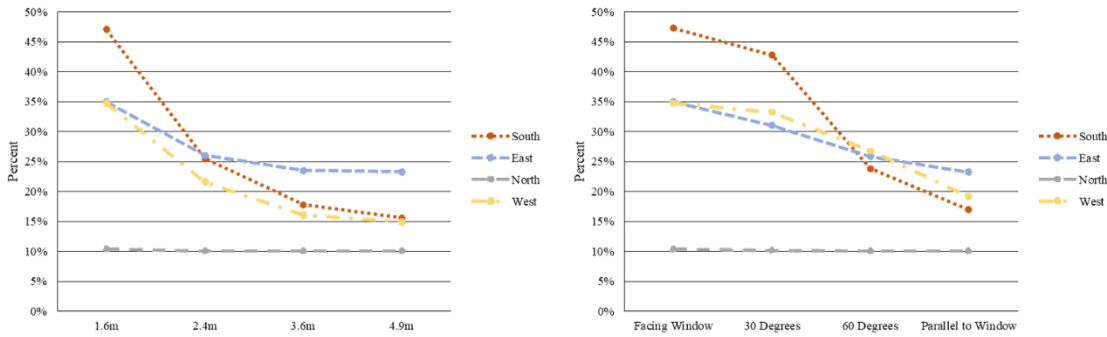 50%
45%
40%
35%
30%
25%
20%
15%
10%
5%
0%
Percent
1.6m 2.4m 3.6m 4.9m
South
East
North
West
50%
45%
40%
35%
30%
25%
20%
15%
10%
5%
0%
Percent
Facing Window 30 Degrees 60 Degrees Parallel to Window
South
East
North
West